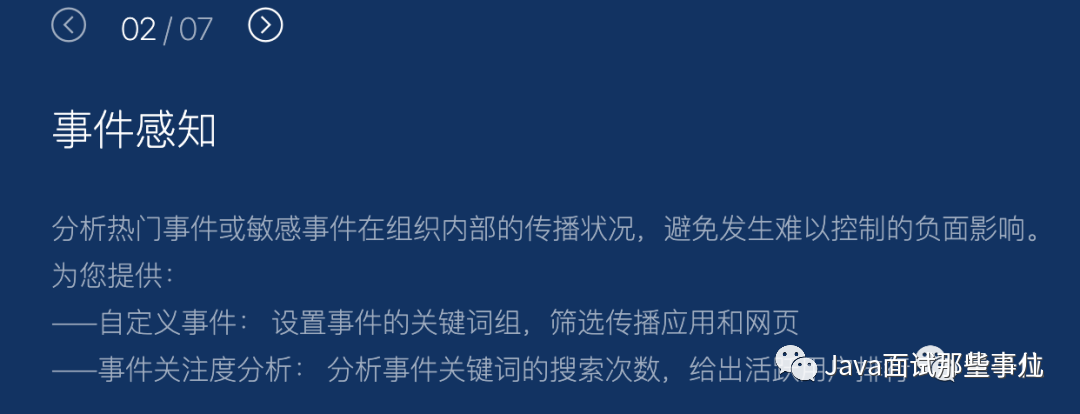 02/07
事件感知
分析热门事件或敏感事件在组织内部的传播状况，避免发生难以控制的负面影响。
为您提供：
——自定义事件： 设置事件的关键词组，筛选传播应用和网页
——事件关注度分析： 分析事件关键词的搜索次数，给出活跃用户排行
Java面试那些事儿